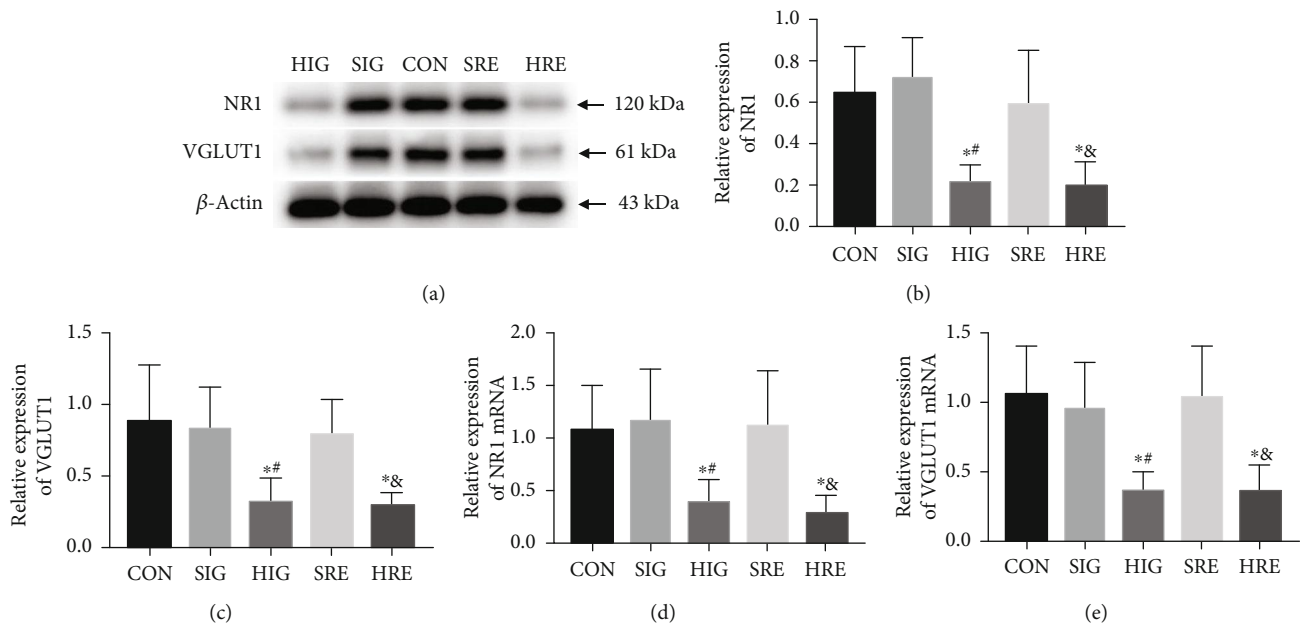 HIG SIG CON SRE HRE
NR1 ← 120 kDa
VGLUT1 ← 61 kDa
β-Actin ← 43 kDa
(a)
Relative expression
of NR1
1.0
0.8
0.6
0.4
0.2
0.0
*#
*&
CON SIG HIG SRE HRE
(b)
Relative expression
of VGLUT1
1.5
1.0
0.5
0.0
*#
*&
CON SIG HIG SRE HRE
(c)
Relative expression
of NR1 mRNA
2.0
1.5
1.0
0.5
0.0
*#
*&
CON SIG HIG SRE HRE
(d)
Relative expression
of VGLUT1 mRNA
1.5
1.0
0.5
0.0
*#
*&
CON SIG HIG SRE HRE
(e)